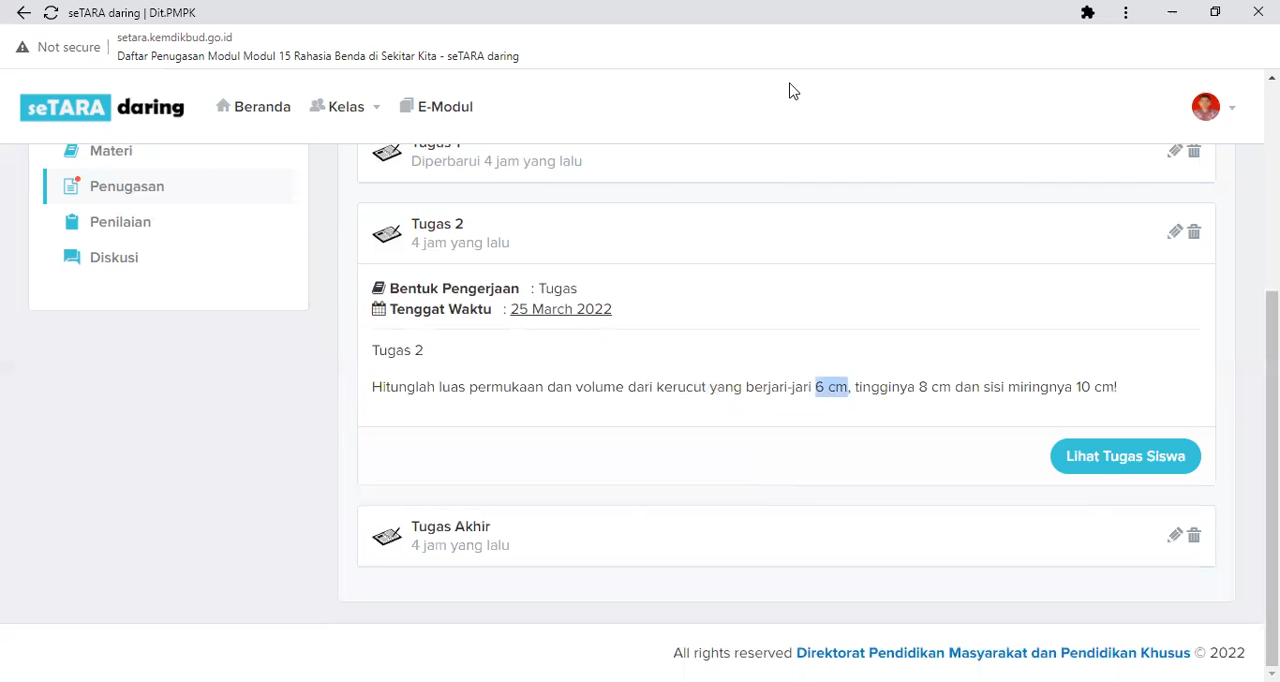 seTARA daring | Dit.PMPK
Not secure
setara.kemdikbud.go.id
Daftar Penugasan Modul Modul 15 Rahasia Benda di Sekitar Kita - seTARA daring
seTARA daring
Beranda
Kelas
E-Modul
Materi
Penugasan
Penilaian
Diskusi
Tugas 1
Diperbarui 4 jam yang lalu
Tugas 2
4 jam yang lalu
Bentuk Pengerjaan : Tugas
Tenggat Waktu : 25 March 2022
Tugas 2
Hitunglah luas permukaan dan volume dari kerucut yang berjari-jari 6 cm, tingginya 8 cm dan sisi miringnya 10 cm!
Lihat Tugas Siswa
Tugas Akhir
4 jam yang lalu
All rights reserved Direktorat Pendidikan Masyarakat dan Pendidikan Khusus © 2022